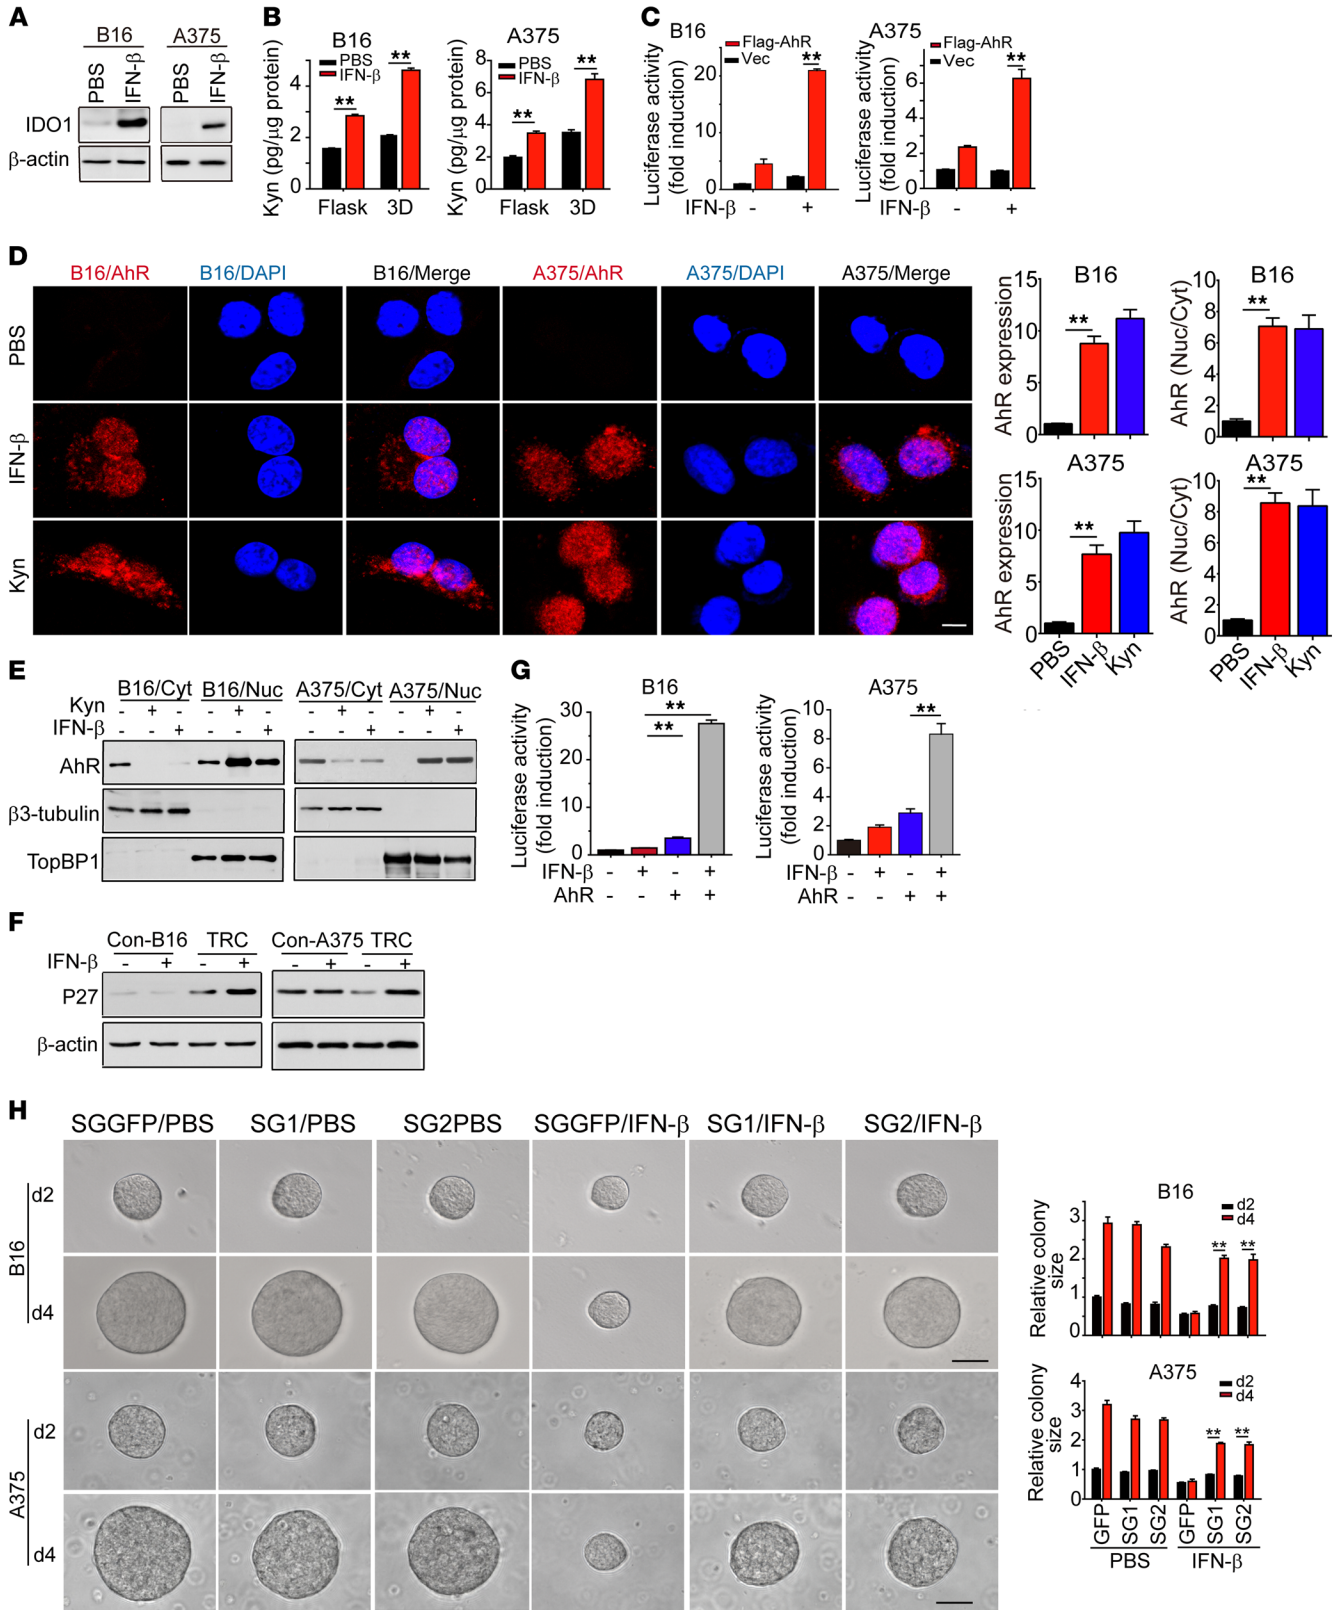 A
B16 A375
PBS IFN-β PBS IFN-β
IDO1
β-actin
B
B16
PBS
IFN-β
Kyn (pg/μg protein)
4
2
0
** **
Flask 3D
A375
PBS
IFN-β
Kyn (pg/μg protein)
8
6
4
2
0
** **
Flask 3D
C
B16
Flag-AhR
Vec
Luciferase activity
(fold induction)
20
10
0
**
IFN-β - +
A375
Flag-AhR
Vec
Luciferase activity
(fold induction)
6
4
2
0
**
IFN-β - +
D
B16/AhR B16/DAPI B16/Merge A375/AhR A375/DAPI A375/Merge
PBS
IFN-β
Kyn
B16
AhR expression
15
10
5
0
**
B16
AhR (Nuc/Cyt)
10
8
6
4
2
0
**
A375
AhR expression
15
10
5
0
**
PBS IFN-β Kyn
A375
AhR (Nuc/Cyt)
10
8
6
4
2
0
**
PBS IFN-β Kyn
E
B16/Cyt B16/Nuc A375/Cyt A375/Nuc
Kyn - + - - + - - + - - + -
IFN-β - - + - - + - - + - - +
AhR
β3-tubulin
TopBP1
F
Con-B16 TRC Con-A375 TRC
IFN-β - + - + - + - +
P27
β-actin
G
B16
Luciferase activity
(fold induction)
30
20
10
0
**
**
IFN-β - + - +
AhR - - + +
A375
Luciferase activity
(fold induction)
10
8
6
4
2
0
**
IFN-β - + - +
AhR - - + +
H
SGGFP/PBS SG1/PBS SG2PBS SGGFP/IFN-β SG1/IFN-β SG2/IFN-β
B16
d2
d4
A375
d2
d4
B16
d2
d4
Relative colony
size
3
2
1
0
** **
A375
d2
d4
Relative colony
size
4
3
2
1
0
** **
GFP SG1 SG2 GFP SG1 SG2
PBS IFN-β